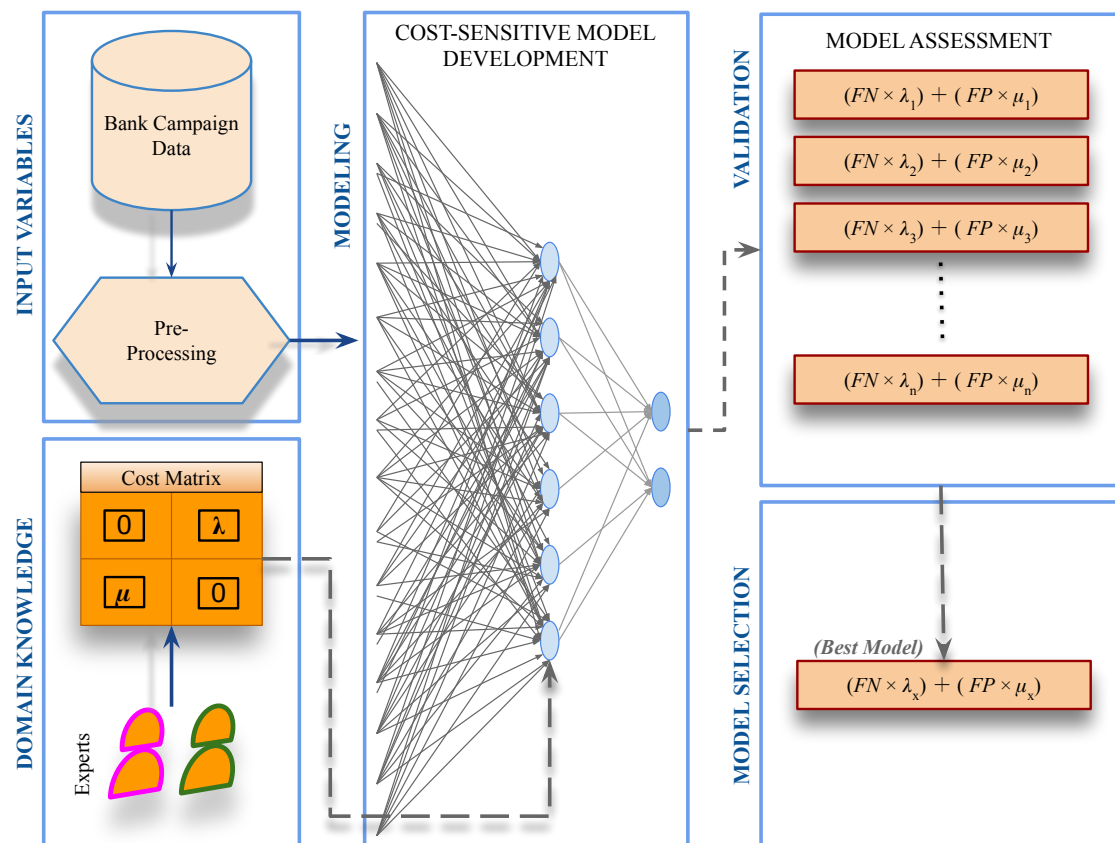 INPUT VARIABLES
Bank Campaign
Data
Pre-
Processing
DOMAIN KNOWLEDGE
Cost Matrix
0
λ
μ
0
Experts
MODELING
COST-SENSITIVE MODEL
DEVELOPMENT
VALIDATION
MODEL ASSESSMENT
(FN × λ₁) + ( FP × μ₁)
(FN × λ₂) + ( FP × μ₂)
(FN × λ₃) + ( FP × μ₃)
(FN × λₙ) + ( FP × μₙ)
MODEL SELECTION
(Best Model)
(FN × λₓ) + ( FP × μₓ)